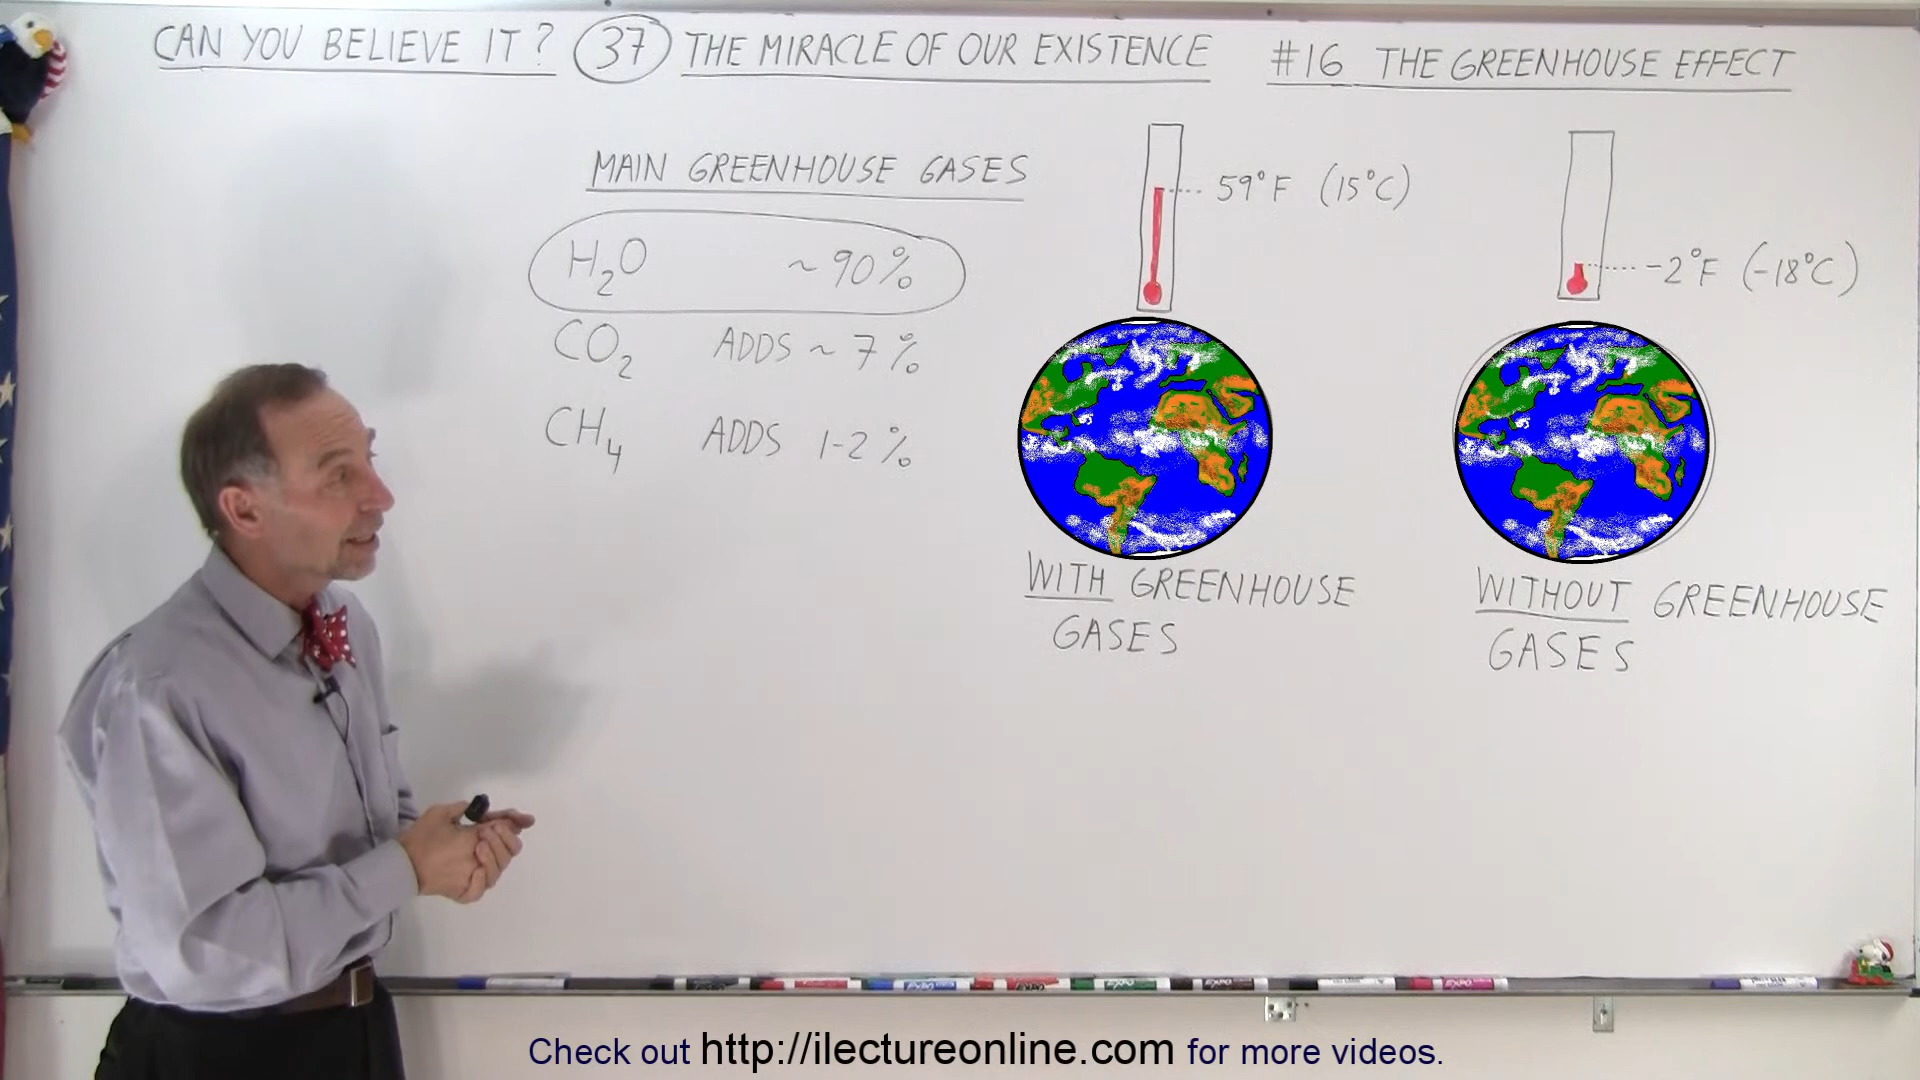 CAN YOU BELIEVE IT? 37 THE MIRACLE OF OUR EXISTENCE #16 THE GREENHOUSE EFFECT
MAIN GREENHOUSE GASES
H₂O ~90%
CO₂ ADDS ~7%
CH₄ ADDS 1-2%
59°F (15°C)
-2°F (-18°C)
WITH GREENHOUSE
GASES
WITHOUT GREENHOUSE
GASES
Check out http://ilectureonline.com for more videos.